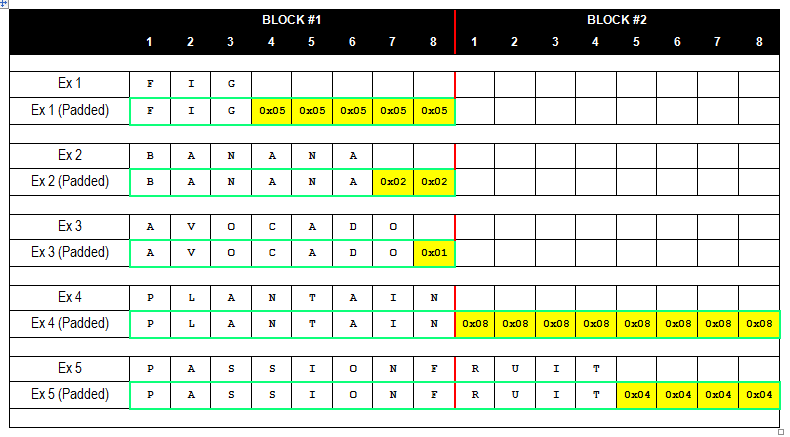 BLOCK #1 BLOCK #2
1 2 3 4 5 6 7 8 1 2 3 4 5 6 7 8
Ex 1 F I G
Ex 1 (Padded) F I G 0x05 0x05 0x05 0x05 0x05
Ex 2 B A N A N A
Ex 2 (Padded) B A N A N A 0x02 0x02
Ex 3 A V O C A D O
Ex 3 (Padded) A V O C A D O 0x01
Ex 4 P L A N T A I N
Ex 4 (Padded) P L A N T A I N 0x08 0x08 0x08 0x08 0x08 0x08 0x08 0x08
Ex 5 P A S S I O N F R U I T
Ex 5 (Padded) P A S S I O N F R U I T 0x04 0x04 0x04 0x04